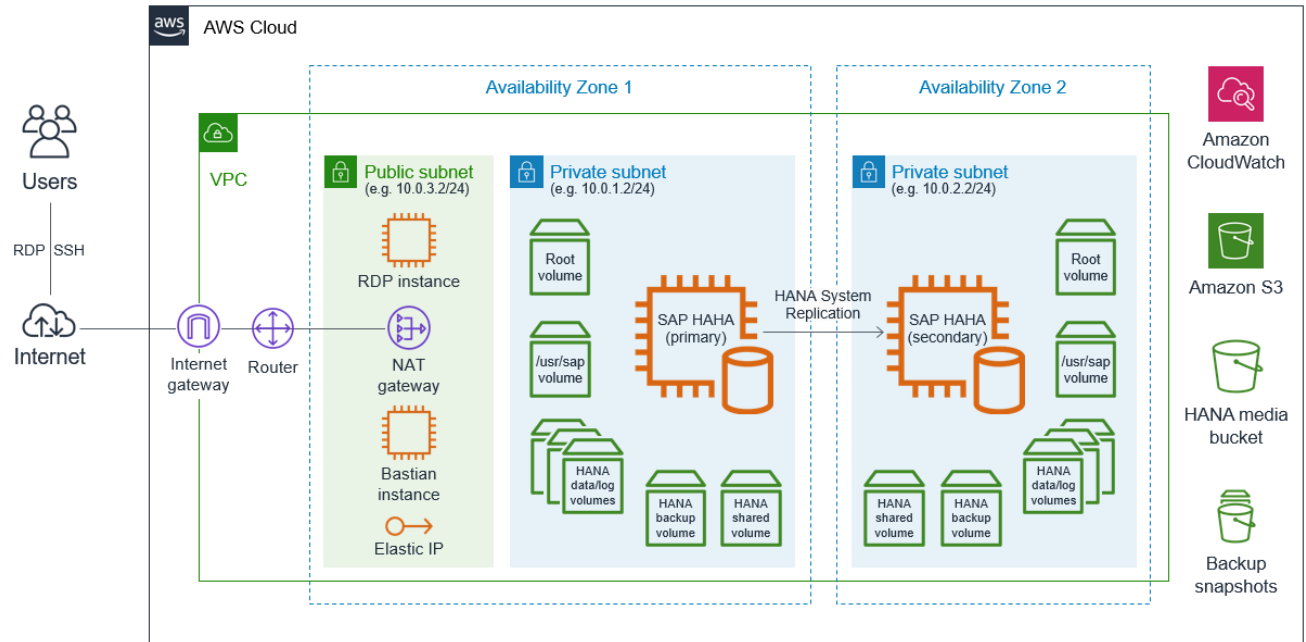 aws
AWS Cloud
Users
RDP
SSH
Internet
VPC
Internet
gateway
Router
Availability Zone 1
Public subnet
(e.g. 10.0.3.2/24)
RDP instance
NAT
gateway
Bastian
instance
Elastic IP
Private subnet
(e.g. 10.0.1.2/24)
Root
volume
/usr/sap
volume
HANA
data/log
volumes
SAP HAHA
(primary)
HANA
backup
volume
HANA
shared
volume
HANA System
Replication
Availability Zone 2
Private subnet
(e.g. 10.0.2.2/24)
SAP HAHA
(secondary)
Root
volume
/usr/sap
volume
HANA
data/log
volumes
HANA
shared
volume
HANA
backup
volume
Amazon
CloudWatch
Amazon S3
HANA media
bucket
Backup
snapshots